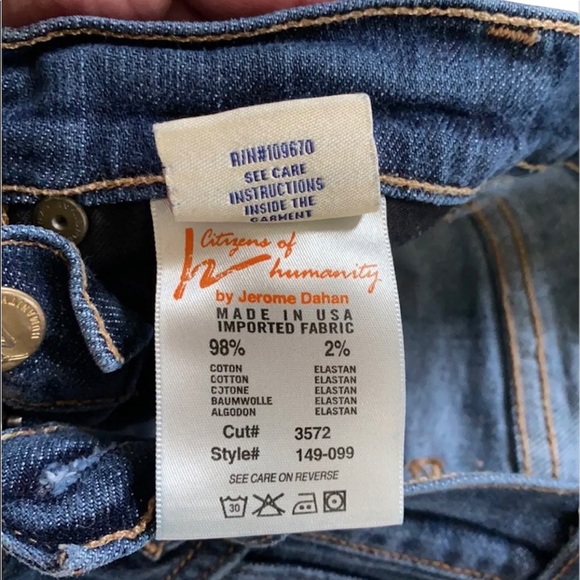 R/N#109670
SEE CARE
INSTRUCTIONS
INSIDE THE
GARMENT
Citizens of
humanity
by Jerome Dahan
MADE IN USA
IMPORTED FABRIC
98% 2%
COTON ELASTAN
COTTON ELASTAN
COTONE ELASTAN
BAUMWOLLE ELASTAN
ALGODON ELASTAN
Cut# 3572
Style# 149-099
SEE CARE ON REVERSE
30